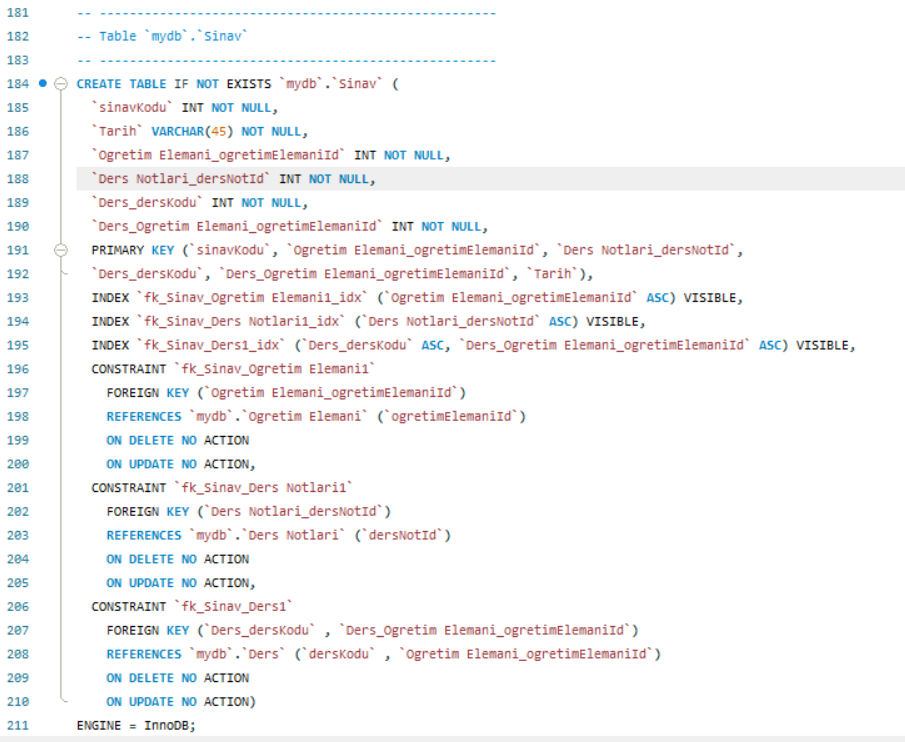 181 -- -----------------------------------------------------
182 -- Table `mydb`.`Sinav`
183 -- -----------------------------------------------------
184 CREATE TABLE IF NOT EXISTS `mydb`.`Sinav` (
185 `sinavKodu` INT NOT NULL,
186 `Tarih` VARCHAR(45) NOT NULL,
187 `Ogretim Elemani_ogretimElemaniId` INT NOT NULL,
188 `Ders Notlari_dersNotId` INT NOT NULL,
189 `Ders_dersKodu` INT NOT NULL,
190 `Ders_Ogretim Elemani_ogretimElemaniId` INT NOT NULL,
191 PRIMARY KEY (`sinavKodu`, `Ogretim Elemani_ogretimElemaniId`, `Ders Notlari_dersNotId`,
192 `Ders_dersKodu`, `Ders_Ogretim Elemani_ogretimElemaniId`, `Tarih`),
193 INDEX `fk_Sinav_Ogretim Elemani1_idx` (`Ogretim Elemani_ogretimElemaniId` ASC) VISIBLE,
194 INDEX `fk_Sinav_Ders Notlari1_idx` (`Ders Notlari_dersNotId` ASC) VISIBLE,
195 INDEX `fk_Sinav_Ders1_idx` (`Ders_dersKodu` ASC, `Ders_Ogretim Elemani_ogretimElemaniId` ASC) VISIBLE,
196 CONSTRAINT `fk_Sinav_Ogretim Elemani1`
197 FOREIGN KEY (`Ogretim Elemani_ogretimElemaniId`)
198 REFERENCES `mydb`.`Ogretim Elemani` (`ogretimElemaniId`)
199 ON DELETE NO ACTION
200 ON UPDATE NO ACTION,
201 CONSTRAINT `fk_Sinav_Ders Notlari1`
202 FOREIGN KEY (`Ders Notlari_dersNotId`)
203 REFERENCES `mydb`.`Ders Notlari` (`dersNotId`)
204 ON DELETE NO ACTION
205 ON UPDATE NO ACTION,
206 CONSTRAINT `fk_Sinav_Ders1`
207 FOREIGN KEY (`Ders_dersKodu` , `Ders_Ogretim Elemani_ogretimElemaniId`)
208 REFERENCES `mydb`.`Ders` (`dersKodu` , `Ogretim Elemani_ogretimElemaniId`)
209 ON DELETE NO ACTION
210 ON UPDATE NO ACTION)
211 ENGINE = InnoDB;